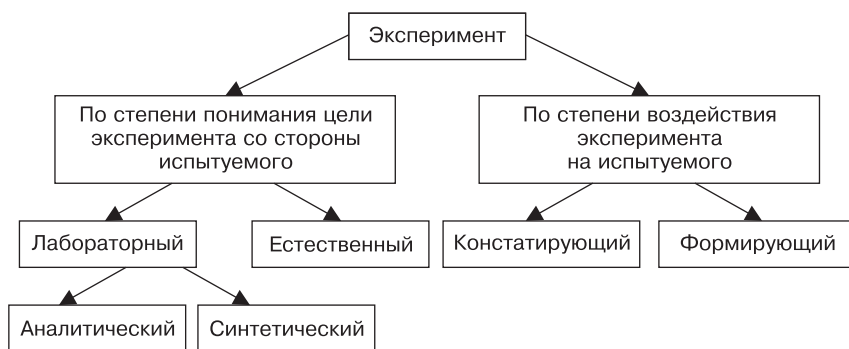 Эксперимент
По степени понимания цели
эксперимента со стороны
испытуемого
По степени воздействия
эксперимента
на испытуемого
Лабораторный
Естественный
Констатирующий
Формирующий
Аналитический
Синтетический